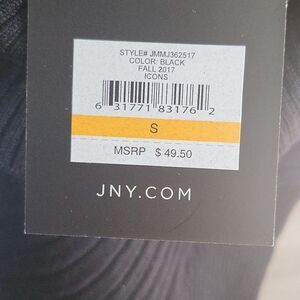 STYLE# JMMJ362517
COLOR: BLACK
FALL 2017
ICONS
6 31771 83176 2
S
MSRP $ 49.50
JNY.COM